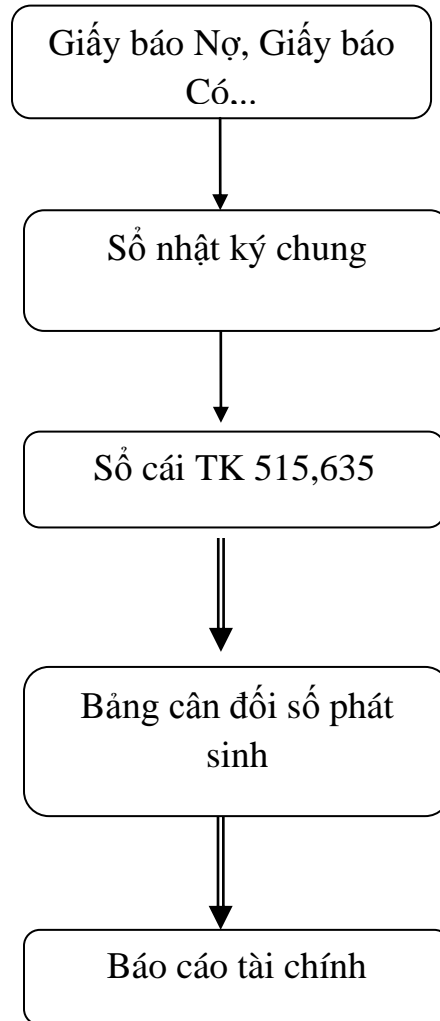 Giấy báo Nợ, Giấy báo
Có...
Sổ nhật ký chung
Sổ cái TK 515,635
Bảng cân đối số phát
sinh
Báo cáo tài chính